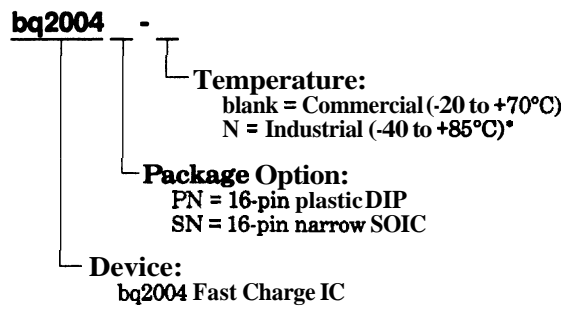 bq2004 _ - _
Temperature:
blank = Commercial (-20 to +70°C)
N = Industrial (-40 to +85°C)*
Package Option:
PN = 16-pin plastic DIP
SN = 16-pin narrow SOIC
Device:
bq2004 Fast Charge IC